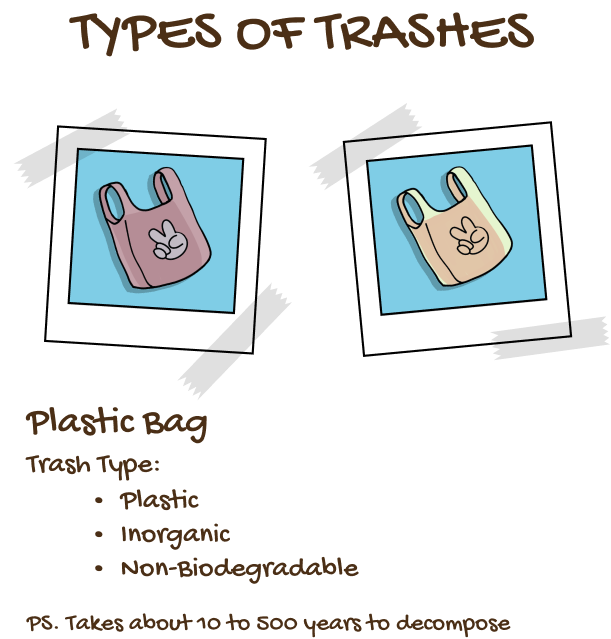 TYPES OF TRASHES
Plastic Bag
Trash Type:
• Plastic
• Inorganic
• Non-Biodegradable
PS. Takes about 10 to 500 years to decompose